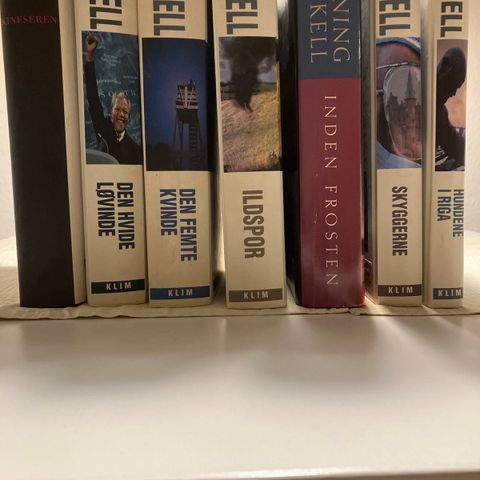 KINESEREN
ELL
DEN HVIDE
LØVINDE
KLIM
ELL
DEN FEMTE
KVINDE
KLIM
ELL
ILDSPOR
KLIM
NING
KELL
INDEN FROSTEN
ELL
SKYGGERNE
KLIM
ELL
HUNDENE
I RIGA
KLIM